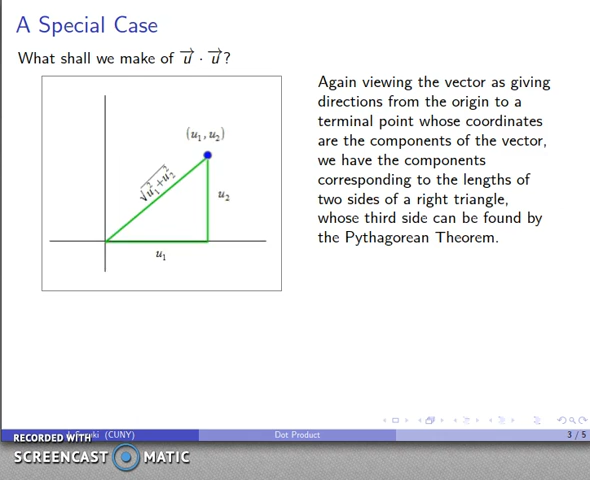 A Special Case
What shall we make of u⃗ · u⃗?
Again viewing the vector as giving
directions from the origin to a
terminal point whose coordinates
are the components of the vector,
we have the components
corresponding to the lengths of
two sides of a right triangle,
whose third side can be found by
the Pythagorean Theorem.
(u₁, u₂)
√u₁² + u₂²
u₂
u₁
(CUNY)
Dot Product
3 / 5
RECORDED WITH
SCREENCAST MATIC